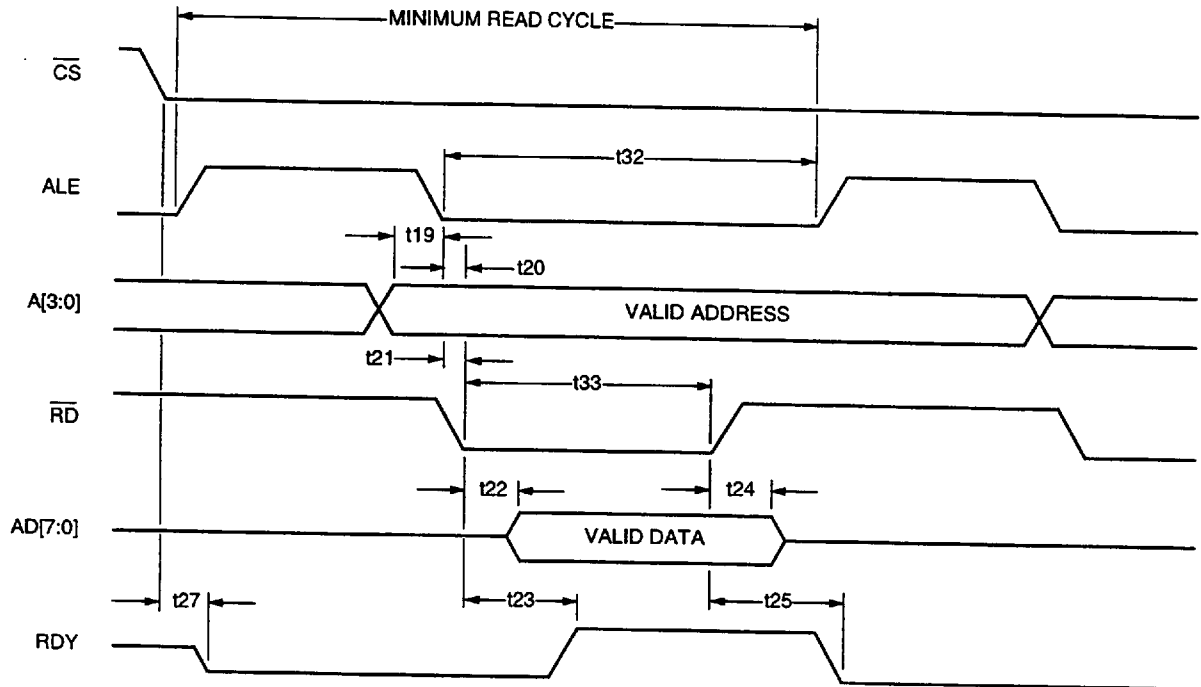 MINIMUM READ CYCLE
CS
t32
ALE
t19
t20
A[3:0]
VALID ADDRESS
t21
t33
RD
t22
t24
AD[7:0]
VALID DATA
t27
t23
t25
RDY